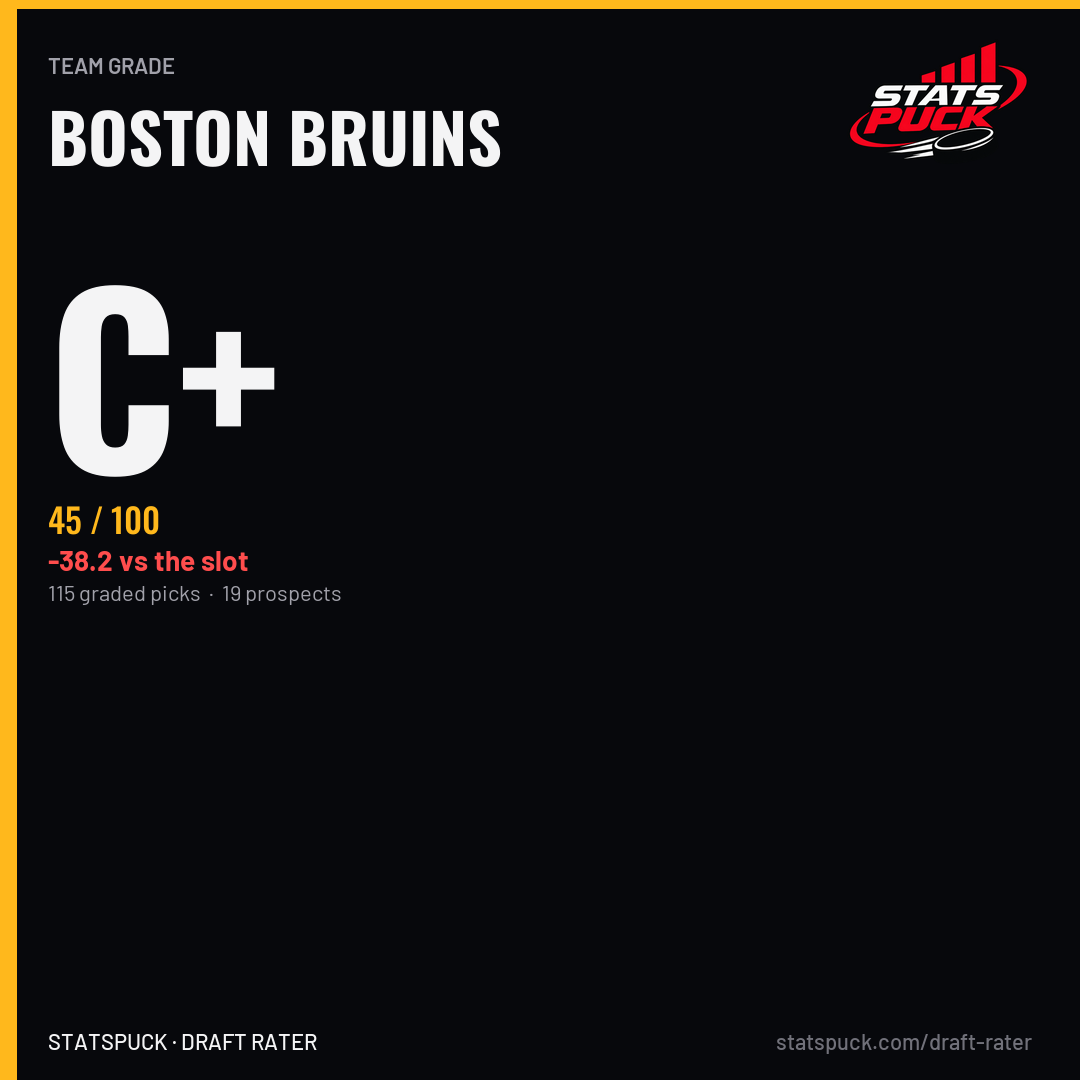 TEAM GRADE
BOSTON BRUINS
STATS
PUCK
C+
45 / 100
-38.2 vs the slot
115 graded picks · 19 prospects
STATSPUCK · DRAFT RATER
statspuck.com/draft-rater